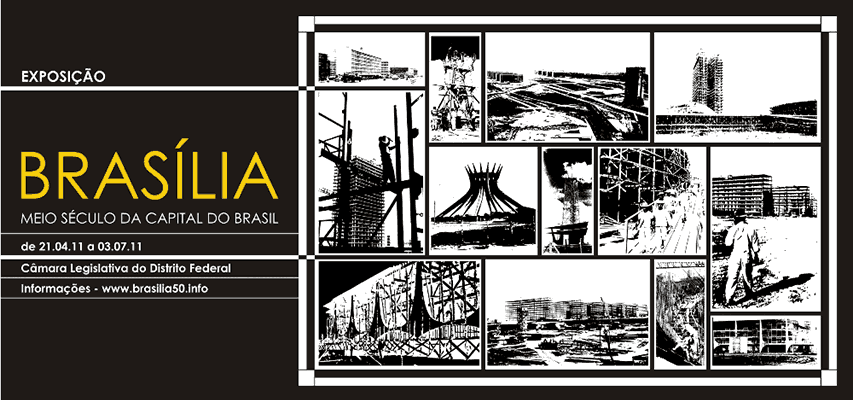 EXPOSIÇÃO
BRASÍLIA
MEIO SÉCULO DA CAPITAL DO BRASIL
de 21.04.11 a 03.07.11
Câmara Legislativa do Distrito Federal
Informações - www.brasilia50.info